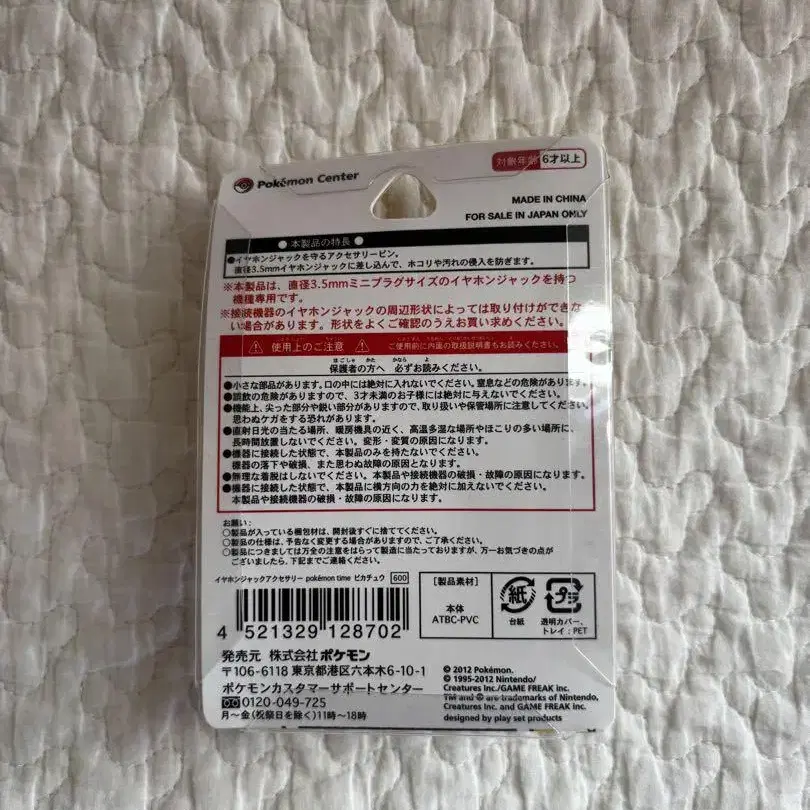 Pokémon Center
対象年齢 6才以上
MADE IN CHINA
FOR SALE IN JAPAN ONLY
● 本製品の特長 ●
●イヤホンジャックを守るアクセサリーピン。
直径3.5mmイヤホンジャックに差し込んで、ホコリや汚れの侵入を防ぎます。
※本製品は、直径3.5mmミニプラグサイズのイヤホンジャックを持つ
機種専用です。
※接続機器のイヤホンジャックの周辺形状によっては取り付けができな
い場合があります。形状をよくご確認のうえお買い求めください。
使用上のご注意 ご使用前に内面の取扱説明書もお読みください。
保護者の方へ 必ずお読みください。
●小さな部品があります。口の中には絶対に入れないでください。窒息などの危険があります。
●誤飲の危険がありますので、3才未満のお子様には絶対に与えないでください。
●機能上、尖った部分や鋭い部分がありますので、取り扱いや保管場所に注意してください。
思わぬケガをする恐れがあります。
●直射日光の当たる場所、暖房機具の近く、高温多湿な場所やほこりの多い場所に、
長時間放置しないでください。変形・変質の原因になります。
●機器に接続した状態で、本製品のみを持たないでください。
機器の落下や破損、また思わぬ故障の原因となります。
●無理な着脱はしないでください。本製品や接続機器の破損・故障の原因になります。
●機器に接続した状態で、本製品に横方向の力を絶対に加えないでください。
本製品や接続機器の破損・故障の原因になります。
お願い:
○製品が入っている梱包材は、開封後すぐに捨ててください。
○製品の仕様は、予告なく変更する場合がありますので、ご了承ください。
○製品につきましては万全の注意をはらって製造に当たっておりますが、万一お気づきの点が
ございましたら、下記までご連絡ください。
イヤホンジャックアクセサリー pokémon time ピカチュウ 600
4 521329 128702
[製品素材]
本体
ATBC-PVC
紙
台紙
プラ
透明カバー、
トレイ:PET
発売元 株式会社ポケモン
〒106-6118 東京都港区六本木6-10-1
ポケモンカスタマーサポートセンター
0120-049-725
月〜金(祝祭日を除く)11時〜18時
© 2012 Pokémon.
© 1995-2012 Nintendo/
Creatures Inc./GAME FREAK inc.
TM and ® are trademarks of Nintendo,
Creatures Inc. and GAME FREAK inc.
designed by play set products